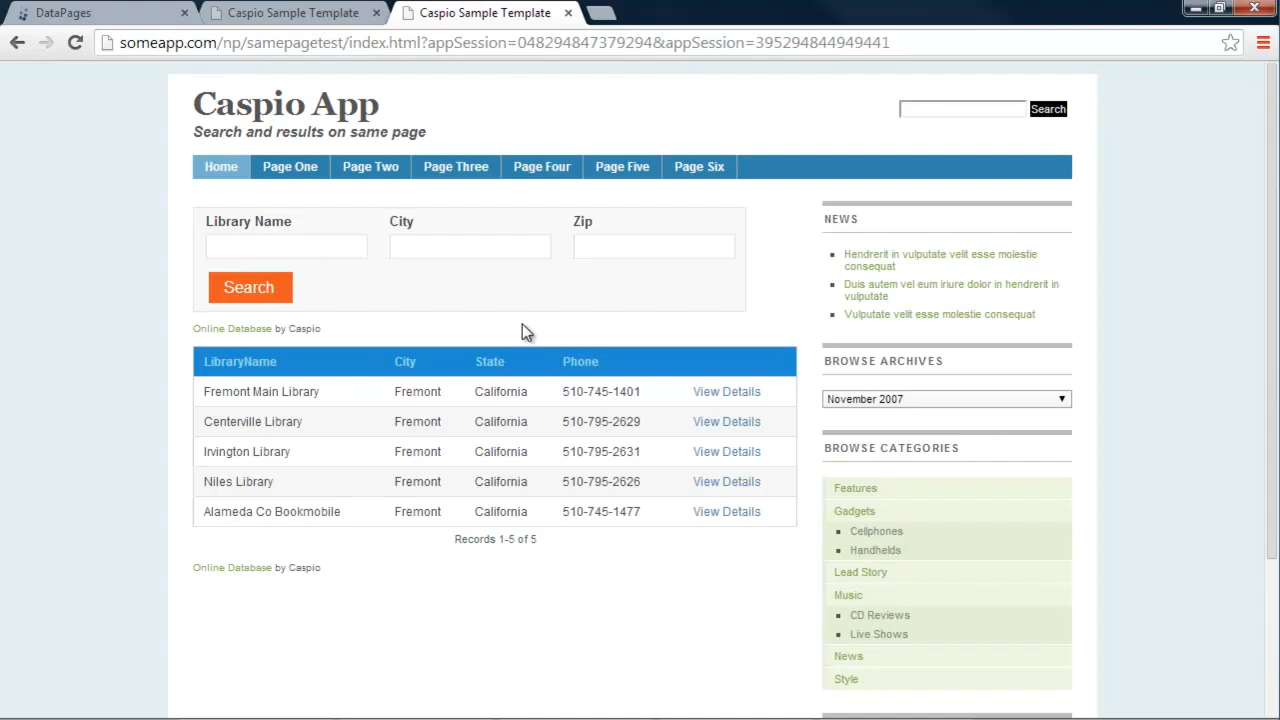 DataPages
Caspio Sample Template
Caspio Sample Template
someapp.com/np/samepagetest/index.html?appSession=04829484737929​4&appSession=395294844949441
Caspio App
Search and results on same page
Search
Home Page One Page Two Page Three Page Four Page Five Page Six
Library Name City Zip
Search
Online Database by Caspio
LibraryName City State Phone
Fremont Main Library Fremont California 510-745-1401 View Details
Centerville Library Fremont California 510-795-2629 View Details
Irvington Library Fremont California 510-795-2631 View Details
Niles Library Fremont California 510-795-2626 View Details
Alameda Co Bookmobile Fremont California 510-745-1477 View Details
Records 1-5 of 5
Online Database by Caspio
NEWS
Hendrerit in vulputate velit esse molestie
consequat
Duis autem vel eum iriure dolor in hendrerit in
vulputate
Vulputate velit esse molestie consequat
BROWSE ARCHIVES
November 2007
BROWSE CATEGORIES
Features
Gadgets
Cellphones
Handhelds
Lead Story
Music
CD Reviews
Live Shows
News
Style